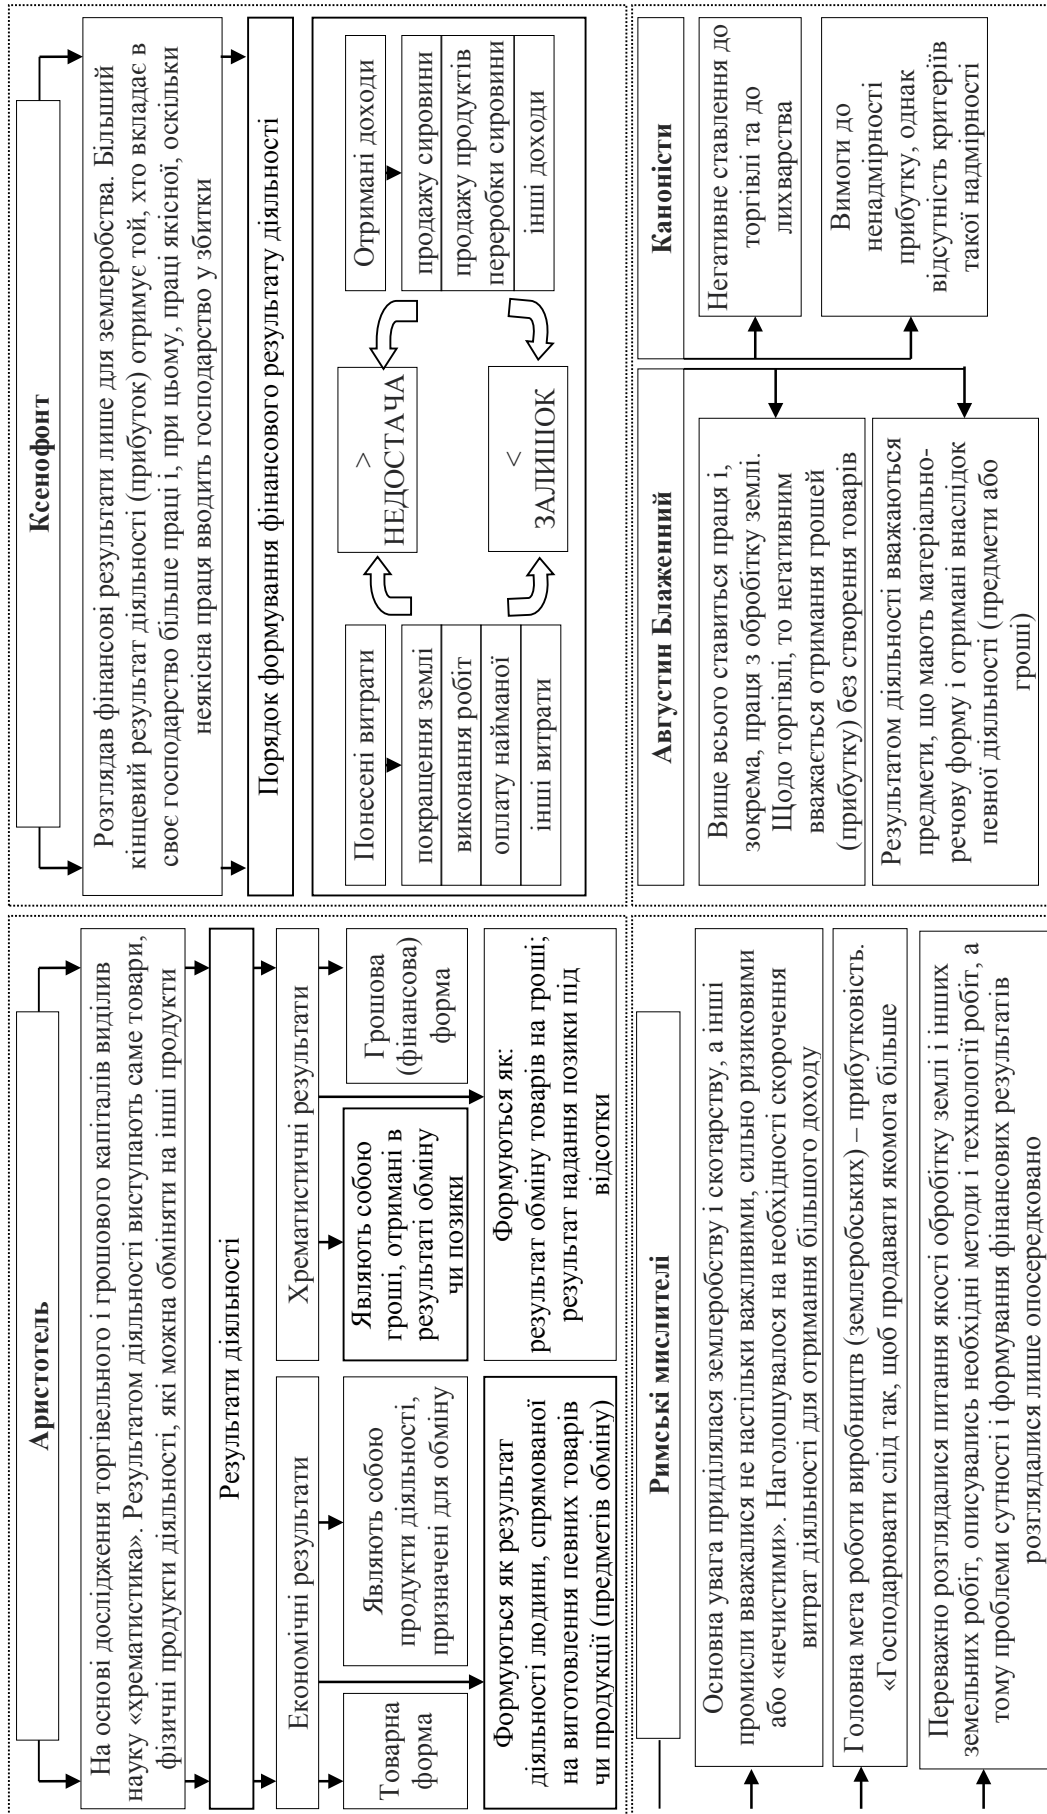 Аристотель
На основі дослідження торгівельного і грошового капіталів виділив
науку «хрематистика». Результатом діяльності виступають саме товари,
фізичні продукти діяльності, які можна обміняти на інші продукти
Результати діяльності
Економічні результати
Хрематистичні результати
Товарна
форма
Являють собою
продукти діяльності,
призначені для обміну
Являють собою
гроші, отримані в
результаті обміну
чи позики
Грошова
(фінансова)
форма
Формуються як результат
діяльності людини, спрямованої
на виготовлення певних товарів
чи продукції (предметів обміну)
Формуються як:
результат обміну товарів на гроші;
результат надання позики під
відсотки
Ксенофонт
Розглядав фінансові результати лише для землеробства. Більший
кінцевий результат діяльності (прибуток) отримує той, хто вкладає в
своє господарство більше праці і, при цьому, праці якісної, оскільки
неякісна праця вводить господарство у збитки
Порядок формування фінансового результату діяльності
Понесені витрати
покращення землі
виконання робіт
оплату найманої
інші витрати
>
НЕДОСТАЧА
<
ЗАЛИШОК
Отримані доходи
продажу сировини
продажу продуктів
переробки сировини
інші доходи
Римські мислителі
Основна увага приділялася землеробству і скотарству, а інші
промисли вважалися не настільки важливими, сильно ризиковими
або «нечистими». Наголошувалося на необхідності скорочення
витрат діяльності для отримання більшого доходу
Головна мета роботи виробництв (землеробських) – прибутковість.
«Господарювати слід так, щоб продавати якомога більше
Переважно розглядалися питання якості обробітку землі і інших
земельних робіт, описувались необхідні методи і технології робіт, а
тому проблеми сутності і формування фінансових результатів
розглядалися лише опосередковано
Августин Блаженний
Вище всього ставиться праця і,
зокрема, праця з обробітку землі.
Щодо торгівлі, то негативним
вважається отримання грошей
(прибутку) без створення товарів
Результатом діяльності вважаються
предмети, що мають матеріально-
речову форму і отримані внаслідок
певної діяльності (предмети або
гроші)
Каноністи
Негативне ставлення до
торгівлі та до
лихварства
Вимоги до
ненадмірності
прибутку, однак
відсутність критеріїв
такої надмірності